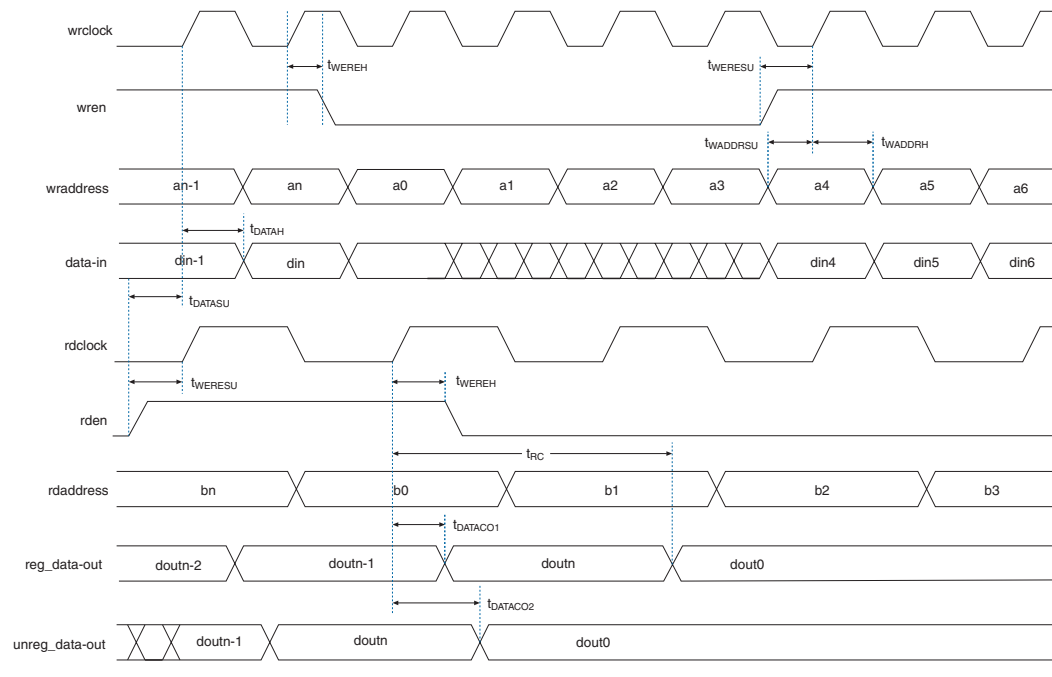 wrclock
tWEREH tWERESU
wren
tWADDRSU tWADDRH
wraddress an-1 an a0 a1 a2 a3 a4 a5 a6
tDATAH
data-in din-1 din din4 din5 din6
tDATASU
rdclock
tWERESU tWEREH
rden
tRC
rdaddress bn b0 b1 b2 b3
tDATACO1
reg_data-out doutn-2 doutn-1 doutn dout0
tDATACO2
unreg_data-out doutn-1 doutn dout0